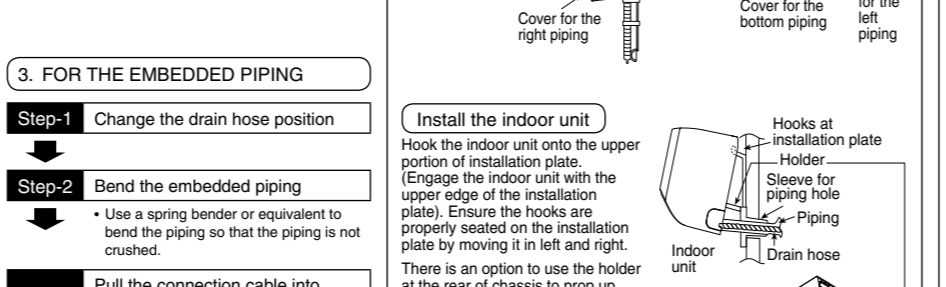 3. FOR THE EMBEDDED PIPING
Step-1 Change the drain hose position
Step-2 Bend the embedded piping
• Use a spring bender or equivalent to
bend the piping so that the piping is not
crushed.
Pull the connection cable into
Cover for the
right piping
Cover for the
bottom piping
for the
left
piping
Install the indoor unit
Hook the indoor unit onto the upper
portion of installation plate.
(Engage the indoor unit with the
upper edge of the installation
plate). Ensure the hooks are
properly seated on the installation
plate by moving it in left and right.
There is an option to use the holder
at the rear of chassis to prop up
Hooks at
installation plate
Holder
Sleeve for
piping hole
Piping
Drain hose
Indoor
unit